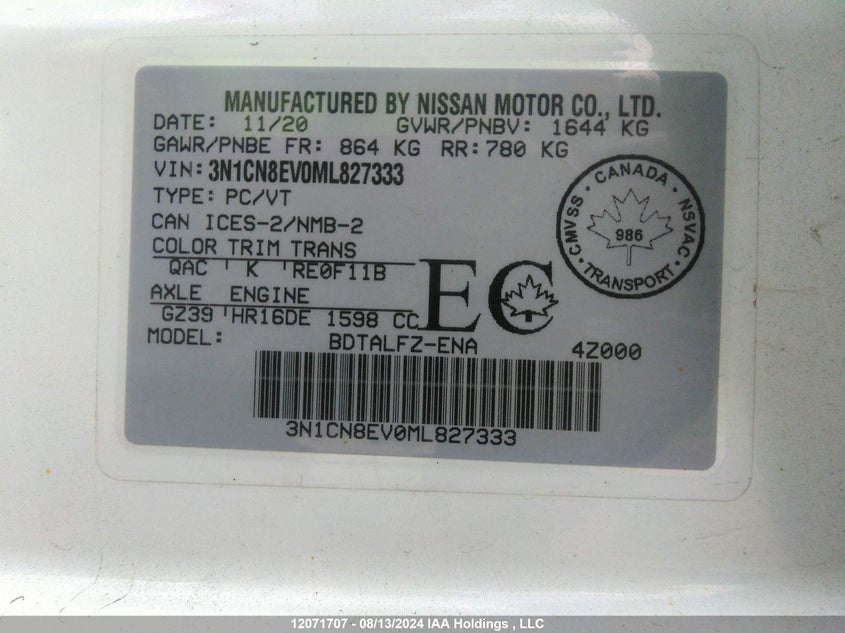 MANUFACTURED BY NISSAN MOTOR CO., LTD.
DATE: 11/20 GVWR/PNBV: 1644 KG
GAWR/PNBE FR: 864 KG RR: 780 KG
VIN: 3N1CN8EV0ML827333
TYPE: PC/VT
CAN ICES-2/NMB-2
COLOR TRIM TRANS
QAC K RE0F11B
AXLE ENGINE
GZ39 HR16DE 1598 CC
EC
CMVSS · CANADA · NSVAC · TRANSPORT ·
986
MODEL: BDTALFZ-ENA 4Z000
3N1CN8EV0ML827333
12071707 - 08/13/2024 IAA Holdings , LLC